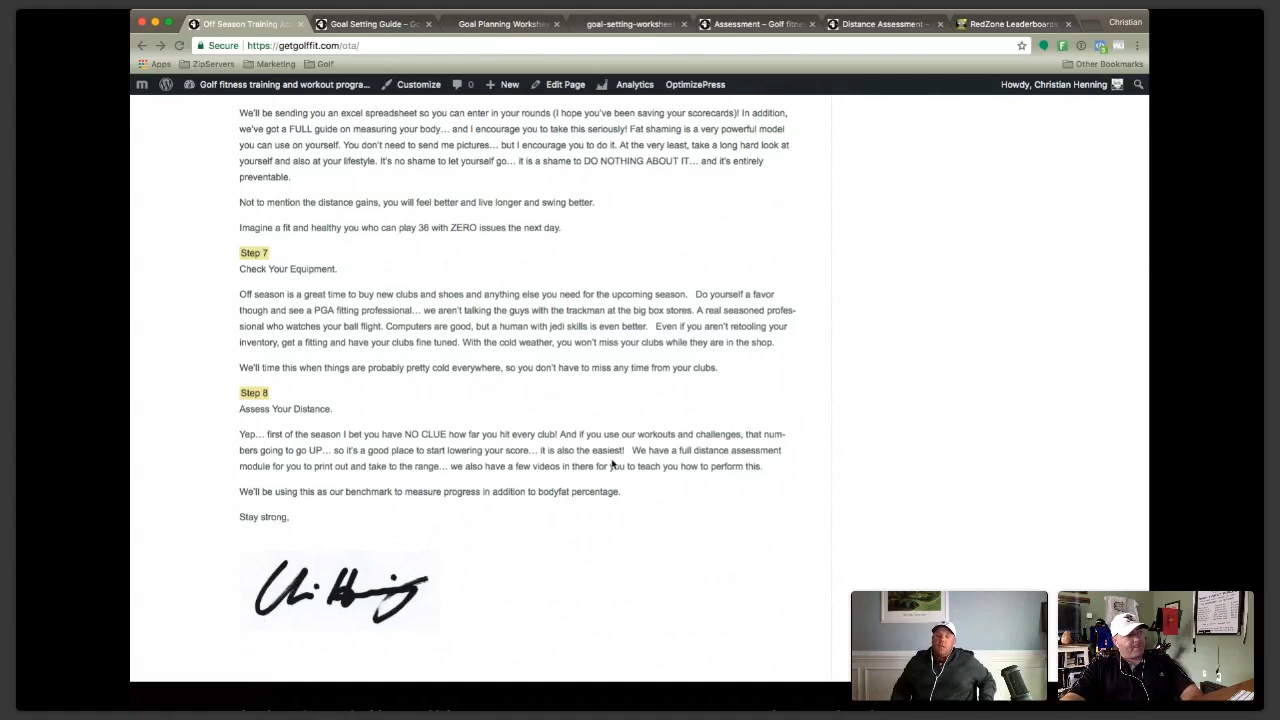 Off Season Training Ac
Goal Setting Guide – G
Goal Planning Workshe
goal-setting-worksheet
Assessment – Golf fitne
Distance Assessment –
RedZone Leaderboards
Christian
Secure https://getgolffit.com/ota/
Apps ZipServers Marketing Golf Other Bookmarks
Golf fitness training and workout progra... Customize 0 New Edit Page Analytics OptimizePress Howdy, Christian Henning
We'll be sending you an excel spreadsheet so you can enter in your rounds (I hope you've been saving your scorecards)! In addition,
we've got a FULL guide on measuring your body… and I encourage you to take this seriously! Fat shaming is a very powerful model
you can use on yourself. You don't need to send me pictures… but I encourage you to do it. At the very least, take a long hard look at
yourself and also at your lifestyle. It's no shame to let yourself go… it is a shame to DO NOTHING ABOUT IT… and it's entirely
preventable.
Not to mention the distance gains, you will feel better and live longer and swing better.
Imagine a fit and healthy you who can play 36 with ZERO issues the next day.
Step 7
Check Your Equipment.
Off season is a great time to buy new clubs and shoes and anything else you need for the upcoming season. Do yourself a favor
though and see a PGA fitting professional… we aren't talking the guys with the trackman at the big box stores. A real seasoned profes-
sional who watches your ball flight. Computers are good, but a human with jedi skills is even better. Even if you aren't retooling your
inventory, get a fitting and have your clubs fine tuned. With the cold weather, you won't miss your clubs while they are in the shop.
We'll time this when things are probably pretty cold everywhere, so you don't have to miss any time from your clubs.
Step 8
Assess Your Distance.
Yep… first of the season I bet you have NO CLUE how far you hit every club! And if you use our workouts and challenges, that num-
bers going to go UP… so it's a good place to start lowering your score… it is also the easiest! We have a full distance assessment
module for you to print out and take to the range… we also have a few videos in there for you to teach you how to perform this.
We'll be using this as our benchmark to measure progress in addition to bodyfat percentage.
Stay strong,